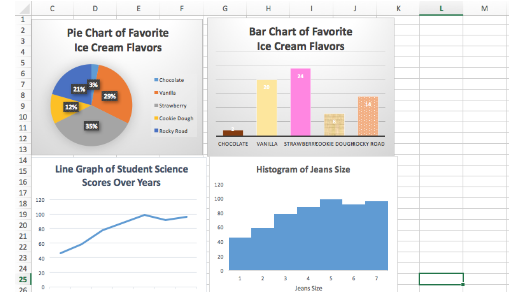 C D E F G H I J K L M
1
2
3
4
5
6
7
8
9
10
11
12
13
14
15
16
17
18
19
20
21
22
23
24
25
26
Pie Chart of Favorite
Ice Cream Flavors
3%
29%
35%
12%
21%
Chocolate
Vanilla
Strawberry
Cookie Dough
Rocky Road
Bar Chart of Favorite
Ice Cream Flavors
24
14
CHOCOLATE VANILLA STRAWBERRY COOKIE DOUGH ROCKY ROAD
Line Graph of Student Science
Scores Over Years
120
100
80
60
40
20
0
Histogram of Jeans Size
120
100
80
60
40
20
0
1 2 3 4 5 6 7
Jeans Size